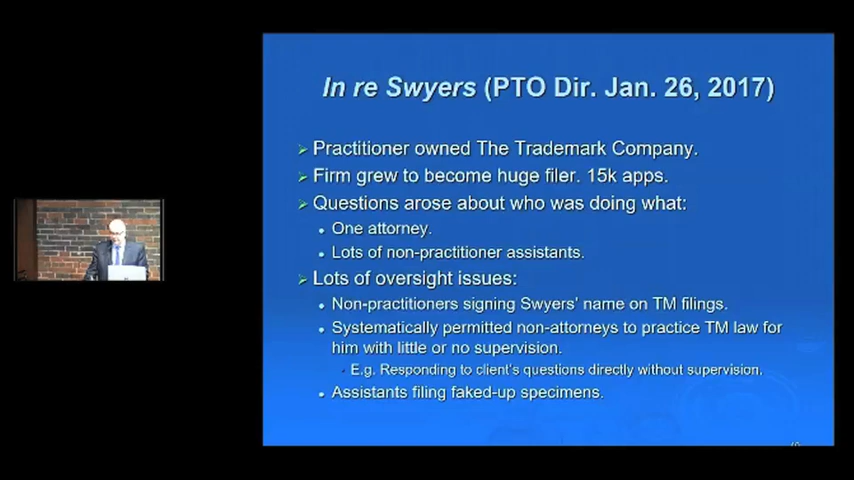 In re Swyers (PTO Dir. Jan. 26, 2017)
Practitioner owned The Trademark Company.
Firm grew to become huge filer. 15k apps.
Questions arose about who was doing what:
One attorney.
Lots of non-practitioner assistants.
Lots of oversight issues:
Non-practitioners signing Swyers' name on TM filings.
Systematically permitted non-attorneys to practice TM law for
him with little or no supervision.
E.g. Responding to client's questions directly without supervision.
Assistants filing faked-up specimens.